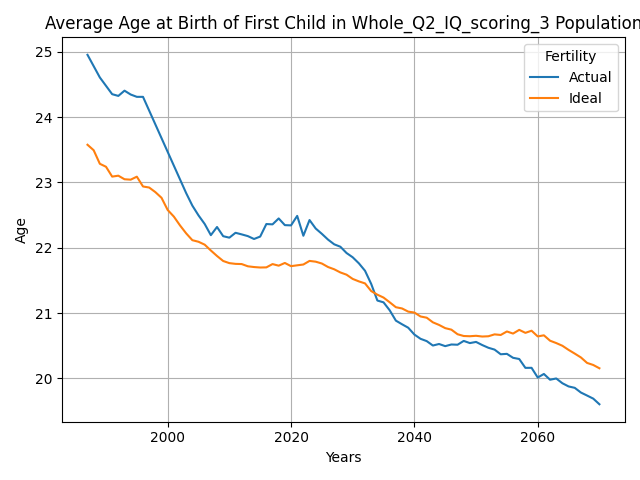 Average Age at Birth of First Child in Whole_Q2_IQ_scoring_3 Population
Fertility
Actual
Ideal
25
24
23
22
21
20
Age
2000
2020
2040
2060
Years